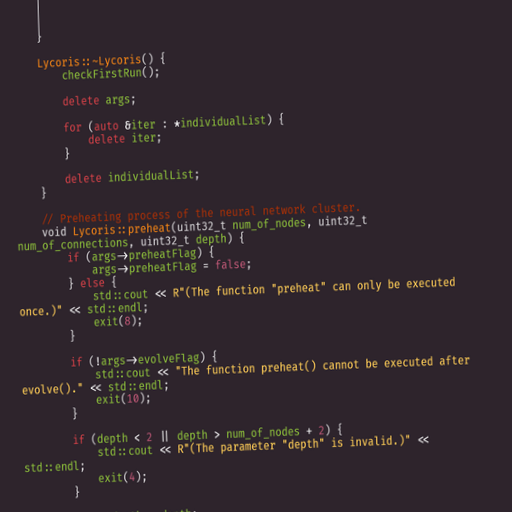 }
Lycoris::~Lycoris() {
checkFirstRun();
delete args;
for (auto &iter : *individualList) {
delete iter;
}
delete individualList;
}
// Preheating process of the neural network cluster.
void Lycoris::preheat(uint32_t num_of_nodes, uint32_t
num_of_connections, uint32_t depth) {
if (args->preheatFlag) {
args->preheatFlag = false;
} else {
std::cout << R"(The function "preheat" can only be executed
once.)" << std::endl;
exit(8);
}
if (!args->evolveFlag) {
std::cout << "The function preheat() cannot be executed after
evolve()." << std::endl;
exit(10);
}
if (depth < 2 || depth > num_of_nodes + 2) {
std::cout << R"(The parameter "depth" is invalid.)" <<
std::endl;
exit(4);
}